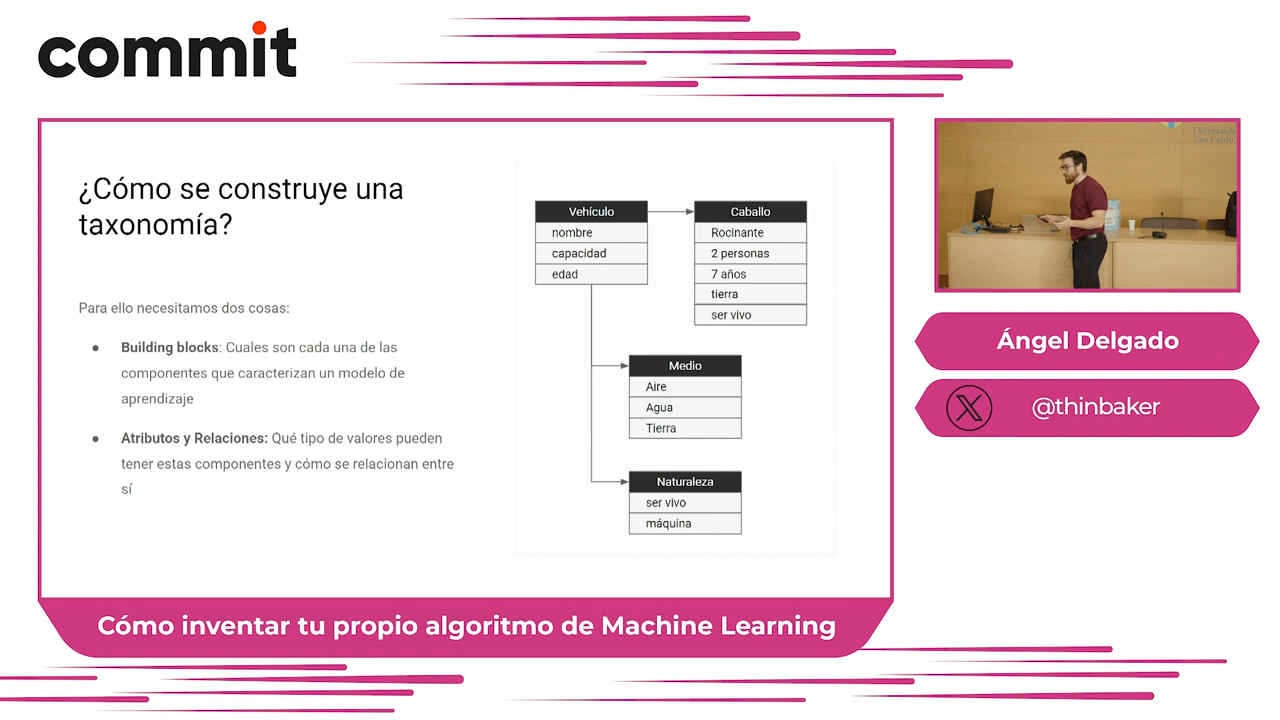 commit
¿Cómo se construye una
taxonomía?
Para ello necesitamos dos cosas:
● Building blocks: Cuales son cada una de las
componentes que caracterizan un modelo de
aprendizaje
● Atributos y Relaciones: Qué tipo de valores pueden
tener estas componentes y cómo se relacionan entre
sí
Vehículo
nombre
capacidad
edad
Caballo
Rocinante
2 personas
7 años
tierra
ser vivo
Medio
Aire
Agua
Tierra
Naturaleza
ser vivo
máquina
Universida
San Pablo
Ángel Delgado
@thinbaker
Cómo inventar tu propio algoritmo de Machine Learning